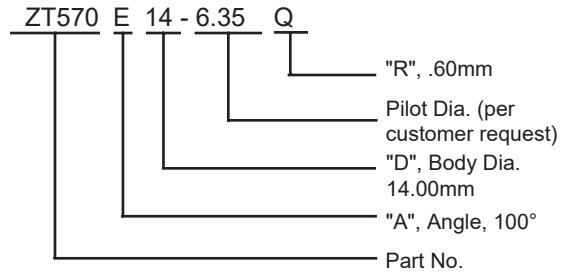 ZT570 E 14 - 6.35 Q
"R", .60mm
Pilot Dia. (per
customer request)
"D", Body Dia.
14.00mm
"A", Angle, 100°
Part No.